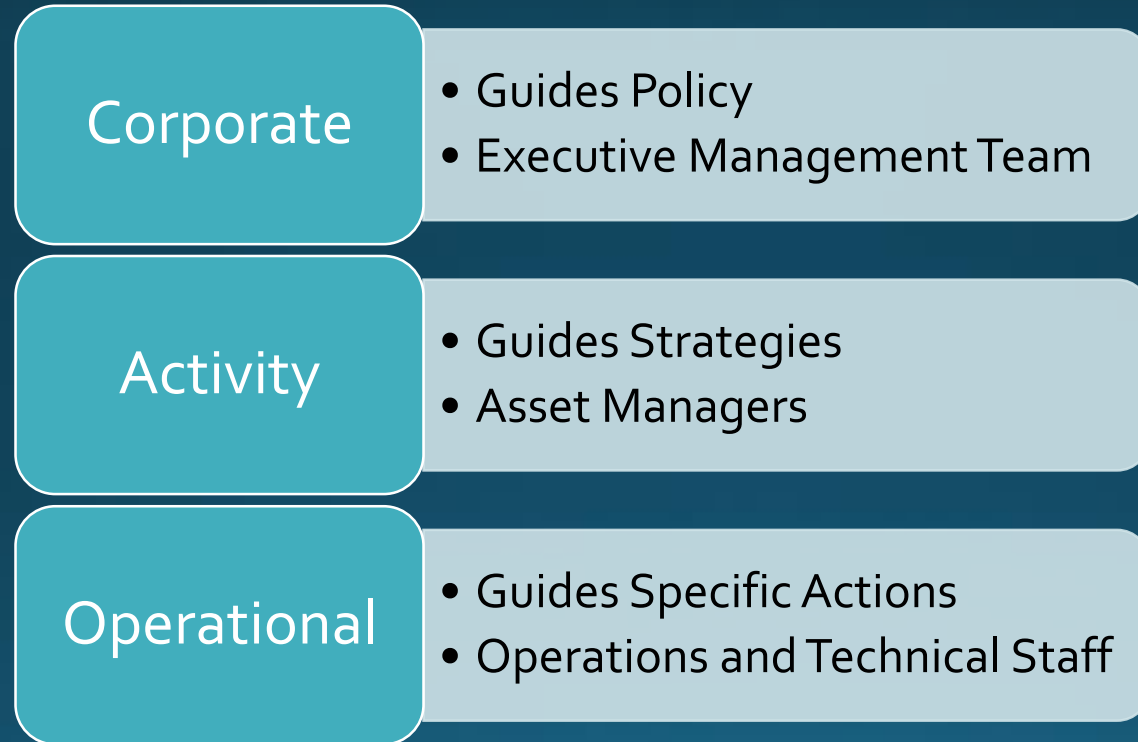 Corporate
• Guides Policy
• Executive Management Team
Activity
• Guides Strategies
• Asset Managers
Operational
• Guides Specific Actions
• Operations and Technical Staff